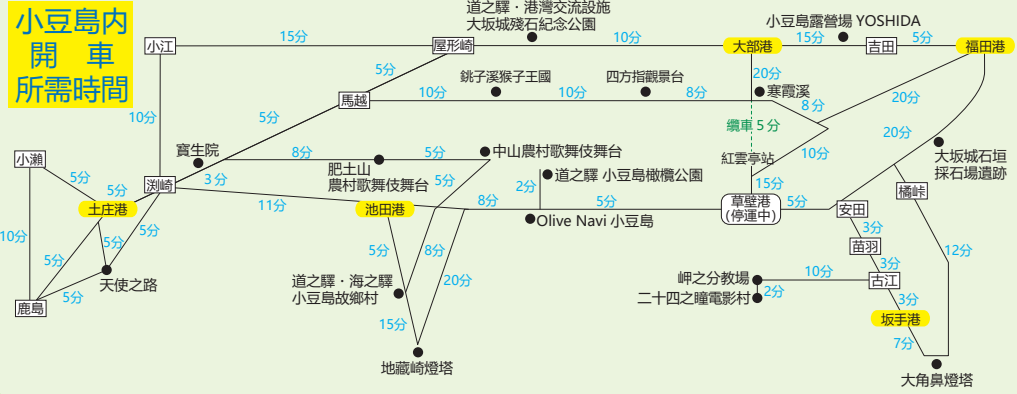 小豆島内
開 車
所需時間
道之驛・港灣交流設施
大坂城殘石紀念公園
小豆島露營場 YOSHIDA
小江
15分
屋形崎
10分
大部港
15分
吉田
5分
福田港
5分
馬越
銚子溪猴子王國
四方指觀景台
10分
10分
8分
20分
寒霞溪
8分
20分
10分
5分
纜車 5 分
寶生院
8分
5分
中山農村歌舞伎舞台
紅雲亭站
10分
20分
大坂城石垣
採石場遺跡
小瀨
渕崎
3分
肥土山
農村歌舞伎舞台
5分
2分
道之驛 小豆島橄欖公園
15分
橘峠
5分
5分
土庄港
11分
池田港
8分
5分
Olive Navi 小豆島
草壁港
(停運中)
5分
安田
10分
5分
5分
5分
5分
8分
20分
3分
苗羽
12分
天使之路
5分
道之驛・海之驛
小豆島故鄉村
岬之分教場
10分
3分
古江
鹿島
二十四之瞳電影村
2分
3分
15分
坂手港
7分
地藏崎燈塔
大角鼻燈塔